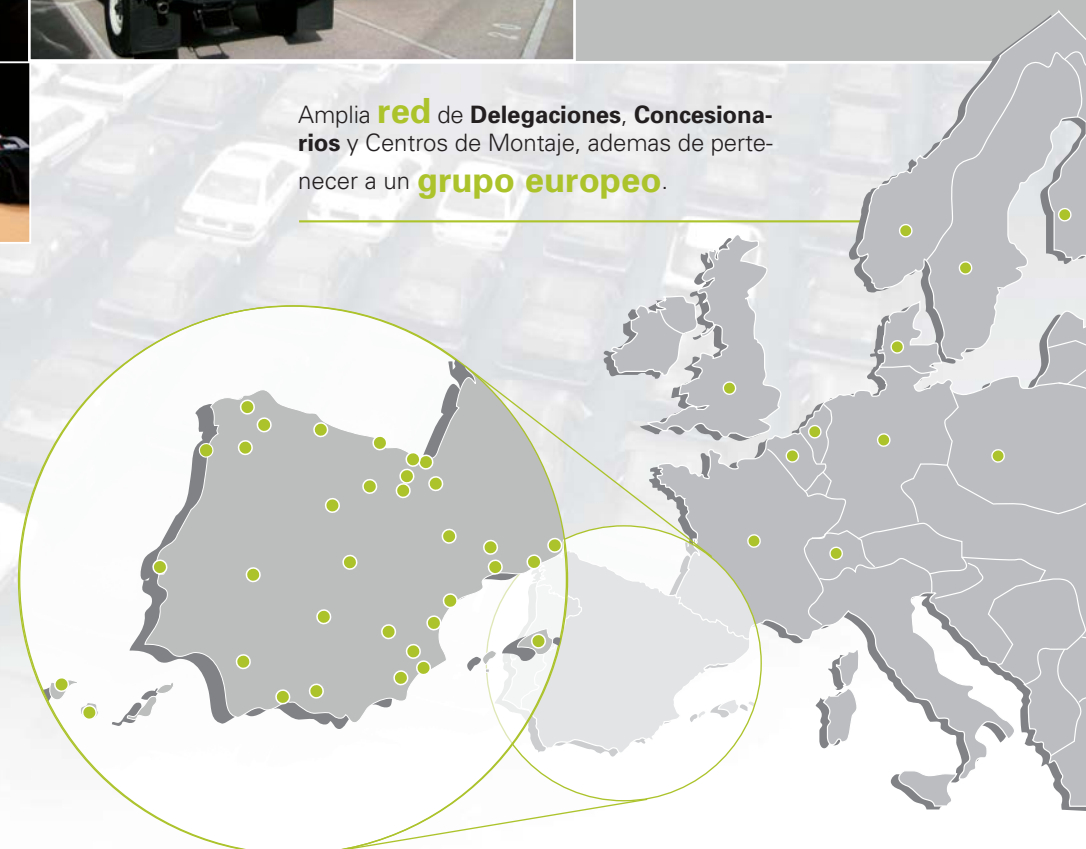 Amplia red de Delegaciones, Concesiona-
rios y Centros de Montaje, ademas de perte-
necer a un grupo europeo.